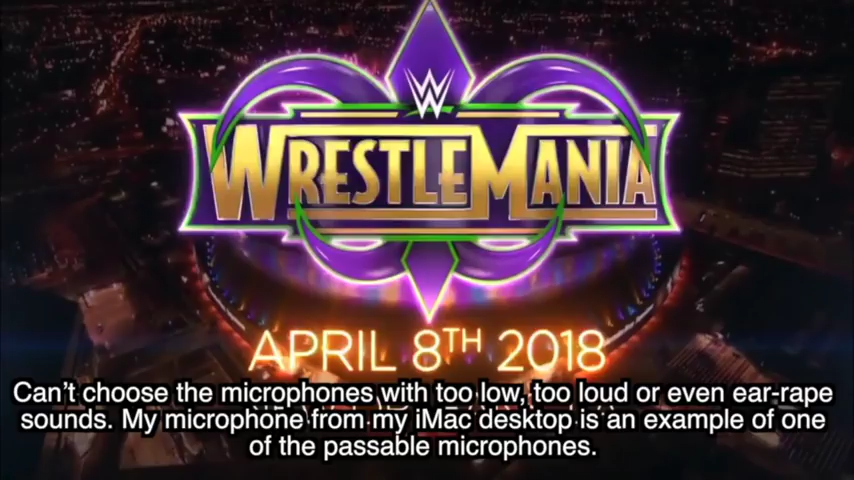 W
WRESTLEMANIA
APRIL 8TH 2018
Can't choose the microphones with too low, too loud or even ear-rape
sounds. My microphone from my iMac desktop is an example of one
of the passable microphones.